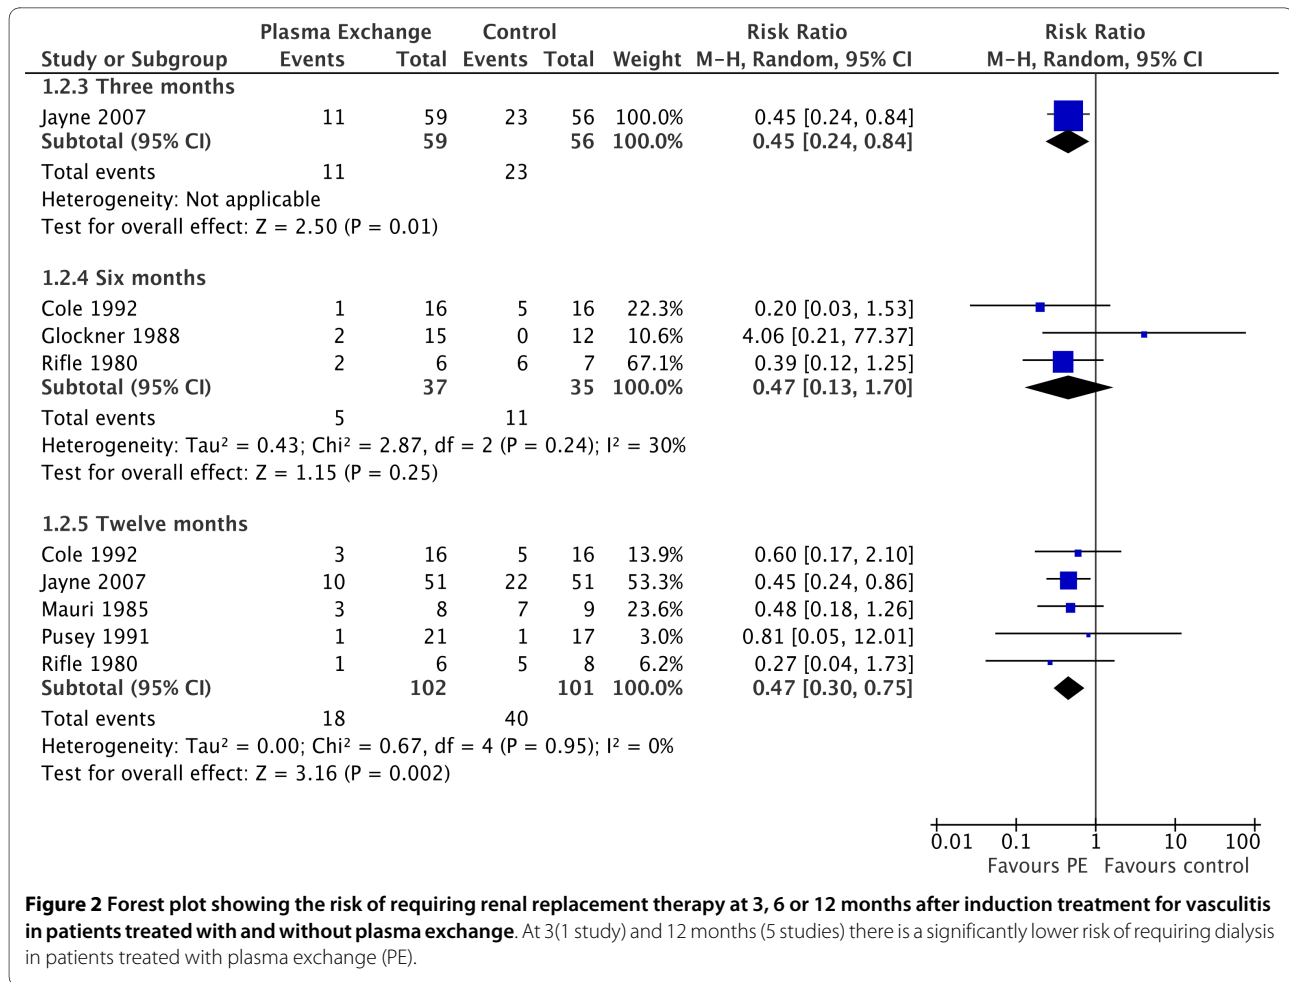 Plasma Exchange Control Risk Ratio Risk Ratio
Study or Subgroup Events Total Events Total Weight M-H, Random, 95% CI M-H, Random, 95% CI
1.2.3 Three months
Jayne 2007 11 59 23 56 100.0% 0.45 [0.24, 0.84]
Subtotal (95% CI) 59 56 100.0% 0.45 [0.24, 0.84]
Total events 11 23
Heterogeneity: Not applicable
Test for overall effect: Z = 2.50 (P = 0.01)
1.2.4 Six months
Cole 1992 1 16 5 16 22.3% 0.20 [0.03, 1.53]
Glockner 1988 2 15 0 12 10.6% 4.06 [0.21, 77.37]
Rifle 1980 2 6 6 7 67.1% 0.39 [0.12, 1.25]
Subtotal (95% CI) 37 35 100.0% 0.47 [0.13, 1.70]
Total events 5 11
Heterogeneity: Tau² = 0.43; Chi² = 2.87, df = 2 (P = 0.24); I² = 30%
Test for overall effect: Z = 1.15 (P = 0.25)
1.2.5 Twelve months
Cole 1992 3 16 5 16 13.9% 0.60 [0.17, 2.10]
Jayne 2007 10 51 22 51 53.3% 0.45 [0.24, 0.86]
Mauri 1985 3 8 7 9 23.6% 0.48 [0.18, 1.26]
Pusey 1991 1 21 1 17 3.0% 0.81 [0.05, 12.01]
Rifle 1980 1 6 5 8 6.2% 0.27 [0.04, 1.73]
Subtotal (95% CI) 102 101 100.0% 0.47 [0.30, 0.75]
Total events 18 40
Heterogeneity: Tau² = 0.00; Chi² = 0.67, df = 4 (P = 0.95); I² = 0%
Test for overall effect: Z = 3.16 (P = 0.002)
0.01 0.1 1 10 100
Favours PE Favours control
Figure 2 Forest plot showing the risk of requiring renal replacement therapy at 3, 6 or 12 months after induction treatment for vasculitis
in patients treated with and without plasma exchange. At 3(1 study) and 12 months (5 studies) there is a significantly lower risk of requiring dialysis
in patients treated with plasma exchange (PE).